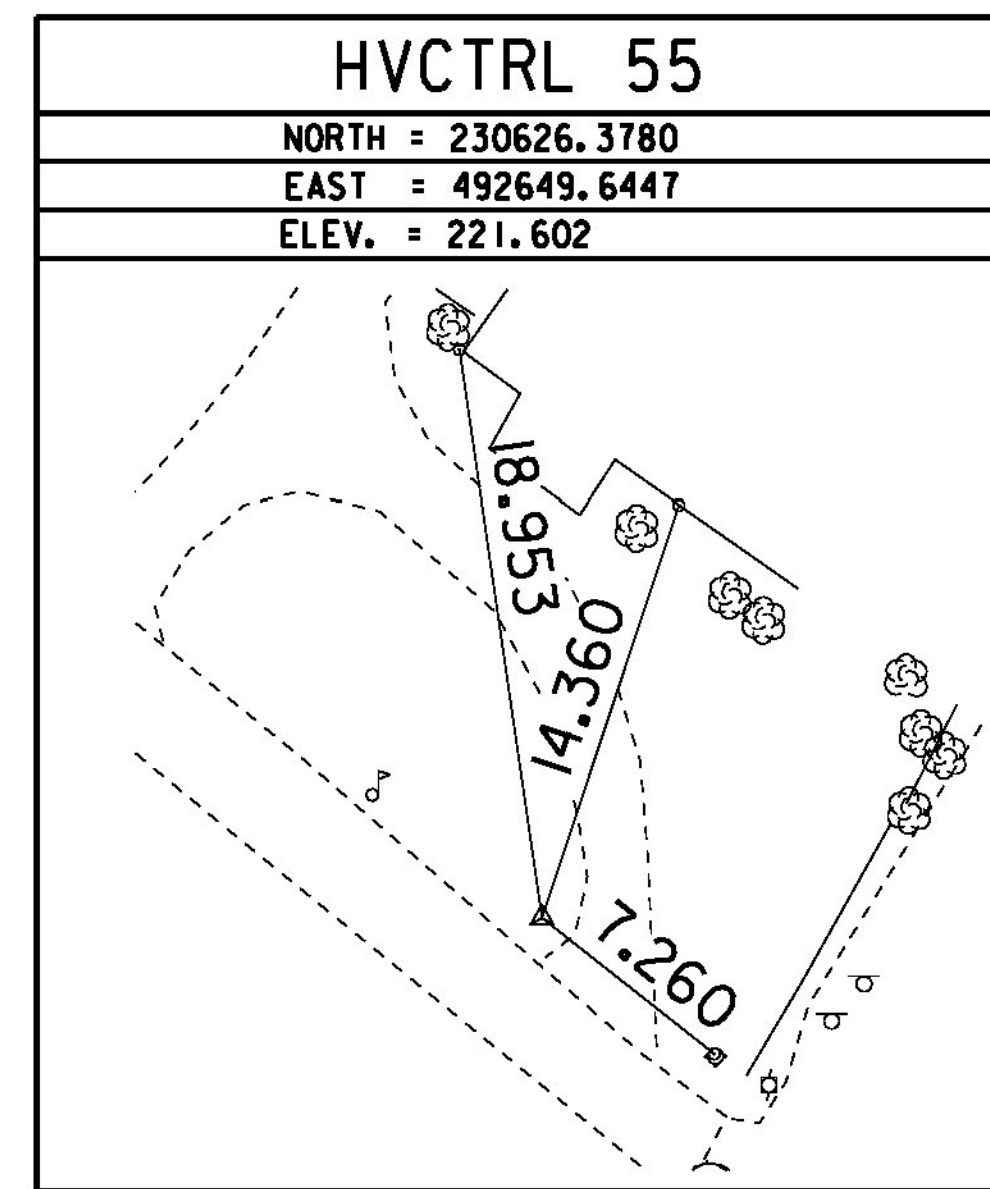 HVCTRL 55
NORTH = 230626.3780
EAST = 492649.6447
ELEV. = 221.602
18.953
14.360
7.260